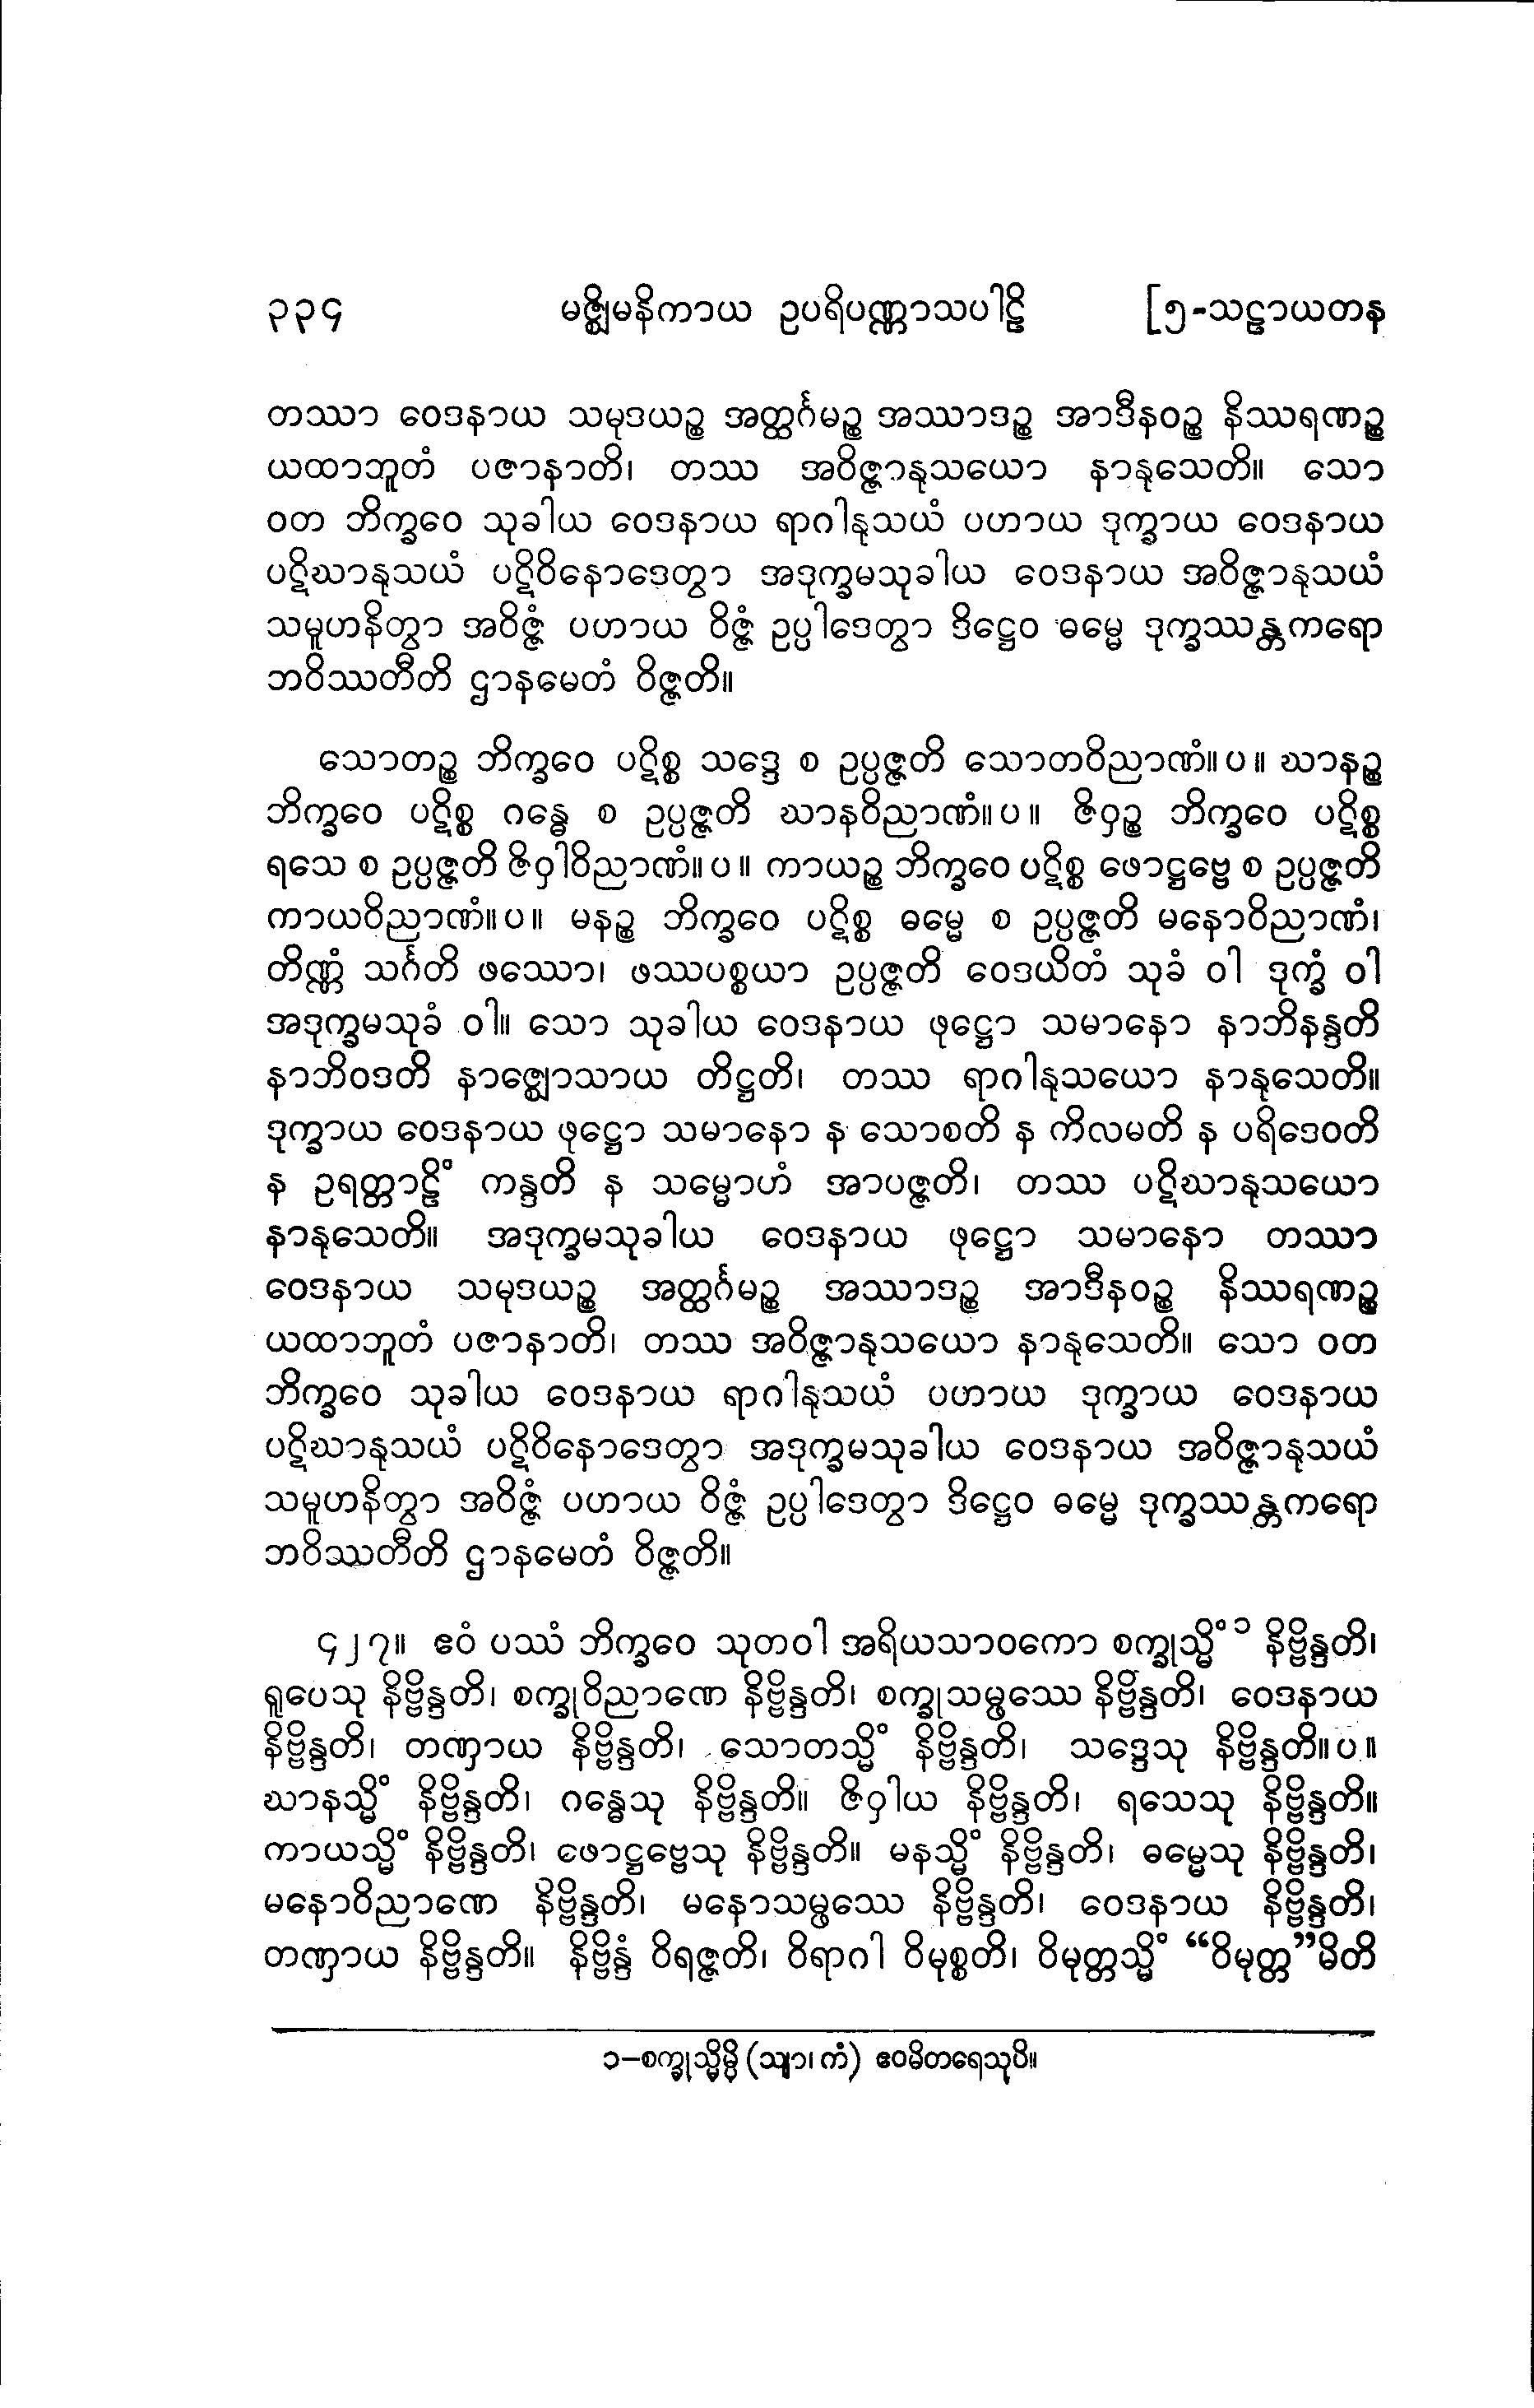 ၃၃၄ မဇ္ဈိမနိကာယ ဥပရိပဏ္ဏာသပါဠိ [၅-သဠာယတန
တဿာ ဝေဒနာယ သမုဒယဉ္စ အတ္ထင်္ဂမဉ္စ အဿာဒဉ္စ အာဒီနဝဉ္စ နိဿရဏဉ္စ
ယထာဘူတံ ပဇာနာတိ၊ တဿ အဝိဇ္ဇာနုသယော နာနုသေတိ။ သော
ဝတ ဘိက္ခဝေ သုခါယ ဝေဒနာယ ရာဂါနုသယံ ပဟာယ ဒုက္ခာယ ဝေဒနာယ
ပဋိဃာနုသယံ ပဋိဝိနောဒေတွာ အဒုက္ခမသုခါယ ဝေဒနာယ အဝိဇ္ဇာနုသယံ
သမူဟနိတွာ အဝိဇ္ဇံ ပဟာယ ဝိဇ္ဇံ ဥပ္ပါဒေတွာ ဒိဋ္ဌေဝ ဓမ္မေ ဒုက္ခဿန္တကရော
ဘဝိဿတီတိ ဌာနမေတံ ဝိဇ္ဇတိ။
သောတဉ္စ ဘိက္ခဝေ ပဋိစ္စ သဒ္ဒေ စ ဥပ္ပဇ္ဇတိ သောတဝိညာဏံ။ပ။ ဃာနဉ္စ
ဘိက္ခဝေ ပဋိစ္စ ဂန္ဓေ စ ဥပ္ပဇ္ဇတိ ဃာနဝိညာဏံ။ပ။ ဇိဝှဉ္စ ဘိက္ခဝေ ပဋိစ္စ
ရသေ စ ဥပ္ပဇ္ဇတိ ဇိဝှါဝိညာဏံ။ပ။ ကာယဉ္စ ဘိက္ခဝေ ပဋိစ္စ ဖောဋ္ဌဗ္ဗေ စ ဥပ္ပဇ္ဇတိ
ကာယဝိညာဏံ။ပ။ မနဉ္စ ဘိက္ခဝေ ပဋိစ္စ ဓမ္မေ စ ဥပ္ပဇ္ဇတိ မနောဝိညာဏံ၊
တိဏ္ဏံ သင်္ဂတိ ဖဿော၊ ဖဿပစ္စယာ ဥပ္ပဇ္ဇတိ ဝေဒယိတံ သုခံ ဝါ ဒုက္ခံ ဝါ
အဒုက္ခမသုခံ ဝါ။ သော သုခါယ ဝေဒနာယ ဖုဋ္ဌော သမာနော နာဘိနန္ဒတိ
နာဘိဝဒတိ နာဇ္ဈောသာယ တိဋ္ဌတိ၊ တဿ ရာဂါနုသယော နာနုသေတိ။
ဒုက္ခာယ ဝေဒနာယ ဖုဋ္ဌော သမာနော န သောစတိ န ကိလမတိ န ပရိဒေဝတိ
န ဥရတ္တာဠိံ ကန္ဒတိ န သမ္မောဟံ အာပဇ္ဇတိ၊ တဿ ပဋိဃာနုသယော
နာနုသေတိ။ အဒုက္ခမသုခါယ ဝေဒနာယ ဖုဋ္ဌော သမာနော တဿာ
ဝေဒနာယ သမုဒယဉ္စ အတ္ထင်္ဂမဉ္စ အဿာဒဉ္စ အာဒီနဝဉ္စ နိဿရဏဉ္စ
ယထာဘူတံ ပဇာနာတိ၊ တဿ အဝိဇ္ဇာနုသယော နာနုသေတိ။ သော ဝတ
ဘိက္ခဝေ သုခါယ ဝေဒနာယ ရာဂါနုသယံ ပဟာယ ဒုက္ခာယ ဝေဒနာယ
ပဋိဃာနုသယံ ပဋိဝိနောဒေတွာ အဒုက္ခမသုခါယ ဝေဒနာယ အဝိဇ္ဇာနုသယံ
သမူဟနိတွာ အဝိဇ္ဇံ ပဟာယ ဝိဇ္ဇံ ဥပ္ပါဒေတွာ ဒိဋ္ဌေဝ ဓမ္မေ ဒုက္ခဿန္တကရော
ဘဝိဿတီတိ ဌာနမေတံ ဝိဇ္ဇတိ။
၄၂၇။ ဧဝံ ပဿံ ဘိက္ခဝေ သုတဝါ အရိယသာဝကော စက္ခုသ္မိံ ၁ နိဗ္ဗိန္ဒတိ၊
ရူပေသု နိဗ္ဗိန္ဒတိ၊ စက္ခုဝိညာဏေ နိဗ္ဗိန္ဒတိ၊ စက္ခုသမ္ဖဿေ နိဗ္ဗိန္ဒတိ၊ ဝေဒနာယ
နိဗ္ဗိန္ဒတိ၊ တဏှာယ နိဗ္ဗိန္ဒတိ၊ သောတသ္မိံ နိဗ္ဗိန္ဒတိ၊ သဒ္ဒေသု နိဗ္ဗိန္ဒတိ။ပ။
ဃာနသ္မိံ နိဗ္ဗိန္ဒတိ၊ ဂန္ဓေသု နိဗ္ဗိန္ဒတိ။ ဇိဝှါယ နိဗ္ဗိန္ဒတိ၊ ရသေသု နိဗ္ဗိန္ဒတိ။
ကာယသ္မိံ နိဗ္ဗိန္ဒတိ၊ ဖောဋ္ဌဗ္ဗေသု နိဗ္ဗိန္ဒတိ။ မနသ္မိံ နိဗ္ဗိန္ဒတိ၊ ဓမ္မေသု နိဗ္ဗိန္ဒတိ၊
မနောဝိညာဏေ နိဗ္ဗိန္ဒတိ၊ မနောသမ္ဖဿေ နိဗ္ဗိန္ဒတိ၊ ဝေဒနာယ နိဗ္ဗိန္ဒတိ၊
တဏှာယ နိဗ္ဗိန္ဒတိ။ နိဗ္ဗိန္ဒံ ဝိရဇ္ဇတိ၊ ဝိရာဂါ ဝိမုစ္စတိ၊ ဝိမုတ္တသ္မိံ “ဝိမုတ္တ”မိတိ
၁–စက္ခုသ္မိမ္ပိ (သျာ၊ ကံ) ဧဝမိတရေသုပိ။